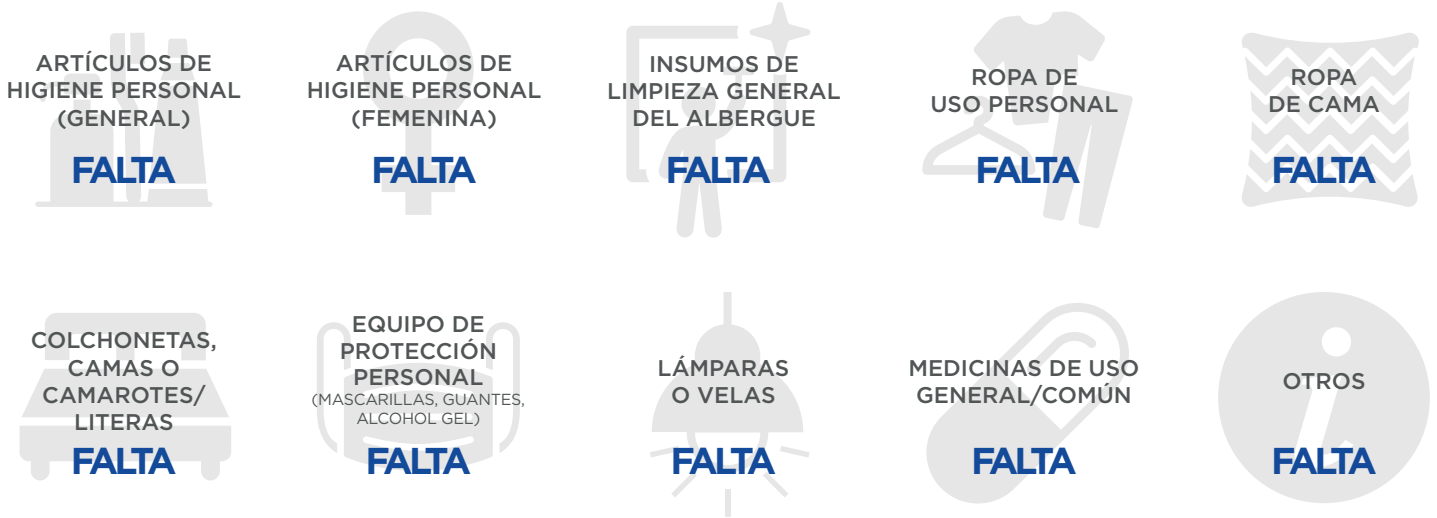 ARTÍCULOS DE
HIGIENE PERSONAL
(GENERAL)
FALTA
ARTÍCULOS DE
HIGIENE PERSONAL
(FEMENINA)
FALTA
INSUMOS DE
LIMPIEZA GENERAL
DEL ALBERGUE
FALTA
ROPA DE
USO PERSONAL
FALTA
ROPA
DE CAMA
FALTA
COLCHONETAS,
CAMAS O
CAMAROTES/
LITERAS
FALTA
EQUIPO DE
PROTECCIÓN
PERSONAL
(MASCARILLAS, GUANTES,
ALCOHOL GEL)
FALTA
LÁMPARAS
O VELAS
FALTA
MEDICINAS DE USO
GENERAL/COMÚN
FALTA
OTROS
FALTA